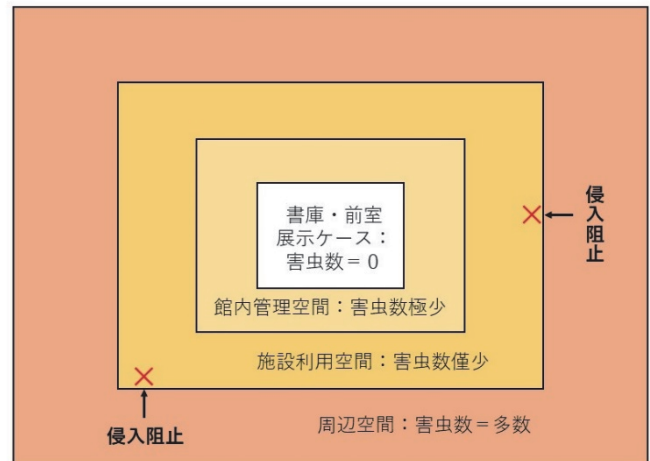 書庫・前室
展示ケース：
害虫数＝０
侵入阻止
館内管理空間：害虫数極少
施設利用空間：害虫数僅少
周辺空間：害虫数＝多数
侵入阻止